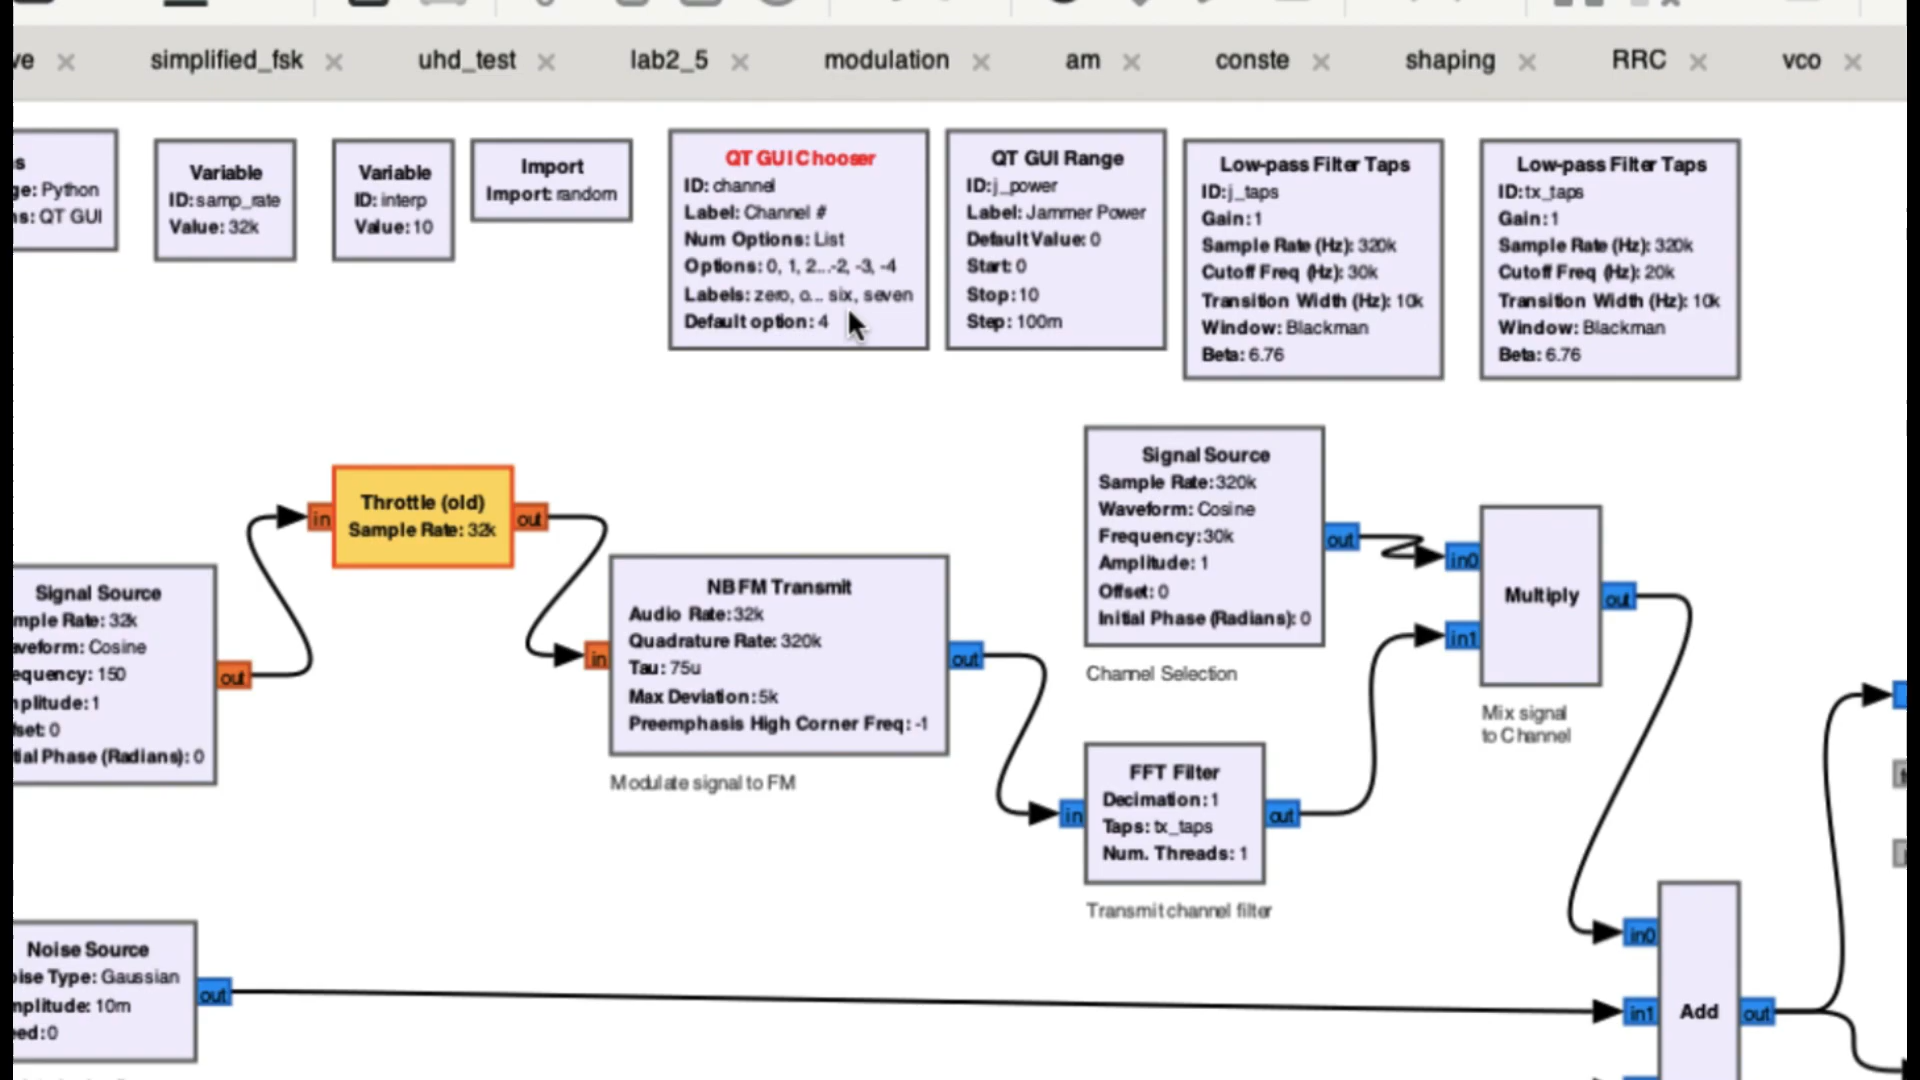 ve simplified_fsk uhd_test lab2_5 modulation am conste shaping RRC vco
s
ge: Python
ns: QT GUI
Variable
ID: samp_rate
Value: 32k
Variable
ID: interp
Value: 10
Import
Import: random
QT GUI Chooser
ID: channel
Label: Channel #
Num Options: List
Options: 0, 1, 2...-2, -3, -4
Labels: zero, o... six, seven
Default option: 4
QT GUI Range
ID: j_power
Label: Jammer Power
Default Value: 0
Start: 0
Stop: 10
Step: 100m
Low-pass Filter Taps
ID: j_taps
Gain: 1
Sample Rate (Hz): 320k
Cutoff Freq (Hz): 30k
Transition Width (Hz): 10k
Window: Blackman
Beta: 6.76
Low-pass Filter Taps
ID: tx_taps
Gain: 1
Sample Rate (Hz): 320k
Cutoff Freq (Hz): 20k
Transition Width (Hz): 10k
Window: Blackman
Beta: 6.76
Signal Source
mple Rate: 32k
aveform: Cosine
equency: 150
nplitude: 1
fset: 0
tial Phase (Radians): 0
out
in
Throttle (old)
Sample Rate: 32k
out
in
NBFM Transmit
Audio Rate: 32k
Quadrature Rate: 320k
Tau: 75u
Max Deviation: 5k
Preemphasis High Corner Freq: -1
out
Modulate signal to FM
Signal Source
Sample Rate: 320k
Waveform: Cosine
Frequency: 30k
Amplitude: 1
Offset: 0
Initial Phase (Radians): 0
out
Channel Selection
in
FFT Filter
Decimation: 1
Taps: tx_taps
Num. Threads: 1
out
Transmit channel filter
in0
in1
Multiply
out
Mix signal
to Channel
Noise Source
oise Type: Gaussian
mplitude: 10m
eed: 0
out
in0
in1
Add
out